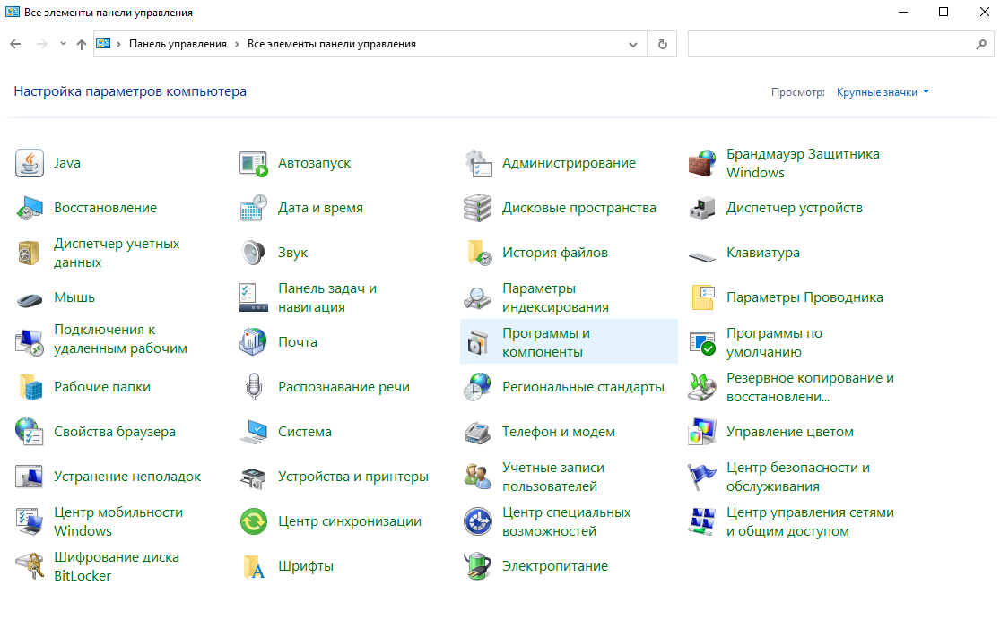 Все элементы панели управления
Панель управления
Все элементы панели управления
Настройка параметров компьютера
Просмотр:
Крупные значки
Java
Автозапуск
Администрирование
Брандмауэр Защитника
Windows
Восстановление
Дата и время
Дисковые пространства
Диспетчер устройств
Диспетчер учетных
данных
Звук
История файлов
Клавиатура
Мышь
Панель задач и
навигация
Параметры
индексирования
Параметры Проводника
Подключения к
удаленным рабочим
Почта
Программы и
компоненты
Программы по
умолчанию
Рабочие папки
Распознавание речи
Региональные стандарты
Резервное копирование и
восстановлени...
Свойства браузера
Система
Телефон и модем
Управление цветом
Устранение неполадок
Устройства и принтеры
Учетные записи
пользователей
Центр безопасности и
обслуживания
Центр мобильности
Windows
Центр синхронизации
Центр специальных
возможностей
Центр управления сетями
и общим доступом
Шифрование диска
BitLocker
Шрифты
Электропитание